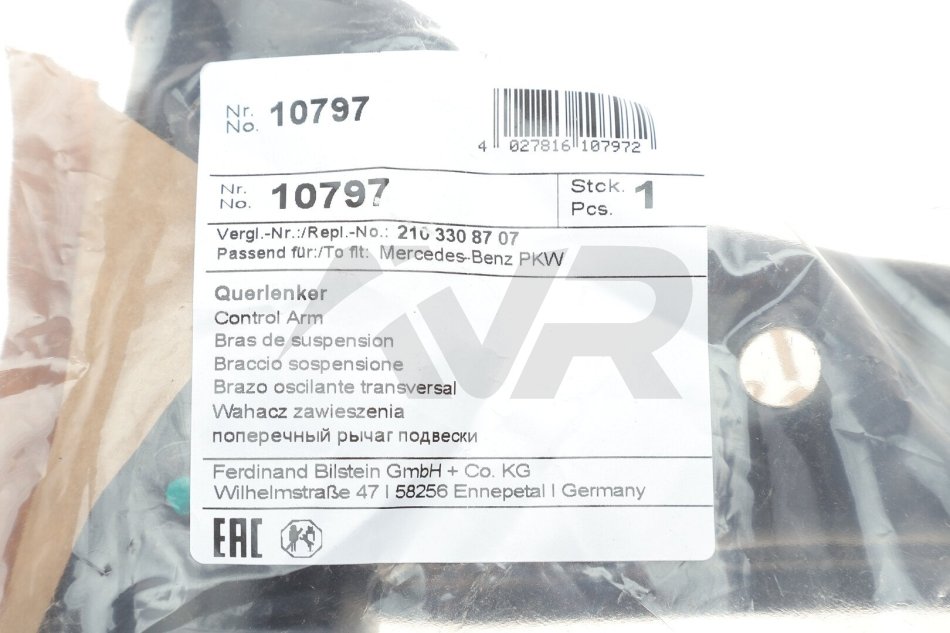 Nr.
No. 10797
4 027816 107972
Nr.
No. 10797
Stck.
Pcs. 1
Vergl.-Nr.:/Repl.-No.: 210 330 87 07
Passend für:/To fit: Mercedes-Benz PKW
Querlenker
Control Arm
Bras de suspension
Braccio sospensione
Brazo oscilante transversal
Wahacz zawieszenia
поперечный рычаг подвески
Ferdinand Bilstein GmbH + Co. KG
Wilhelmstraße 47 I 58256 Ennepetal I Germany
EAC
VR